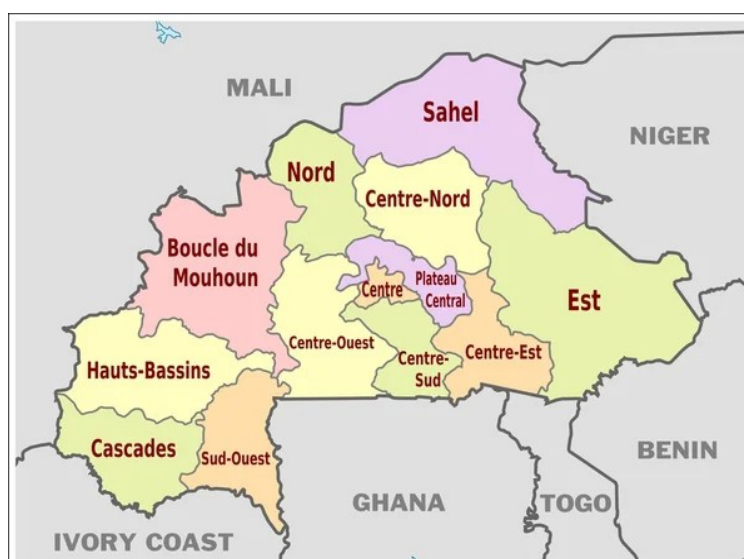 MALI
Sahel
NIGER
Nord
Centre-Nord
Boucle du
Mouhoun
Plateau
Central
Centre
Est
Centre-Ouest
Centre-
Sud
Centre-Est
Hauts-Bassins
Cascades
Sud-Ouest
BENIN
GHANA
TOGO
IVORY COAST